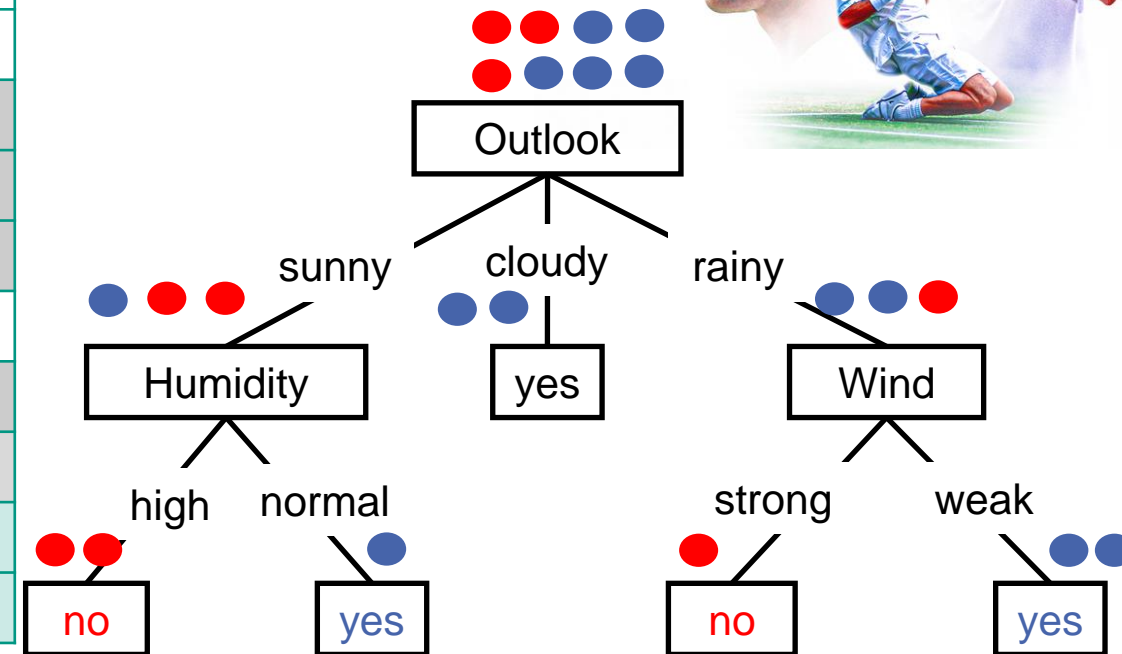 Outlook
sunny cloudy rainy
Humidity yes Wind
high normal strong weak
no yes no yes